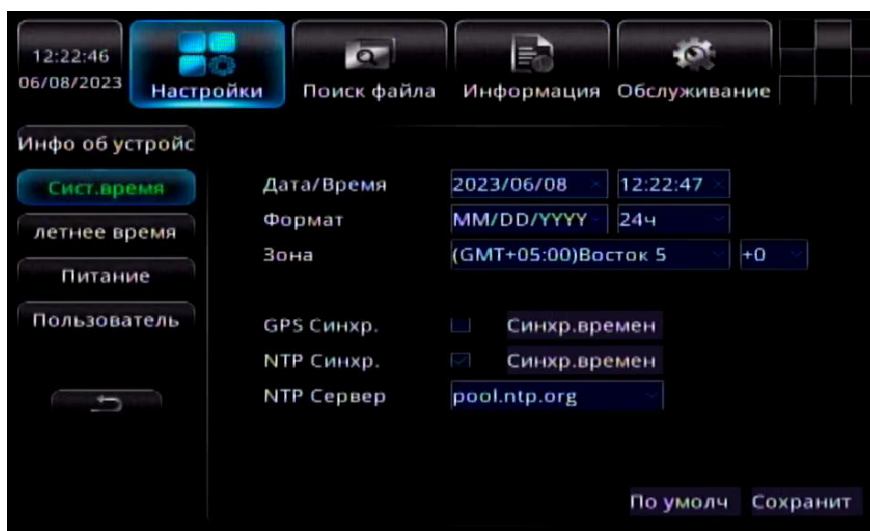 12:22:46
06/08/2023
Настройки
Поиск файла
Информация
Обслуживание
Инфо об устройс
Сист.время
летнее время
Питание
Пользователь
Дата/Время 2023/06/08 12:22:47
Формат MM/DD/YYYY 24ч
Зона (GMT+05:00)Восток 5 +0
GPS Синхр. Синхр.времен
NTP Синхр. Синхр.времен
NTP Сервер pool.ntp.org
По умолч Сохранит